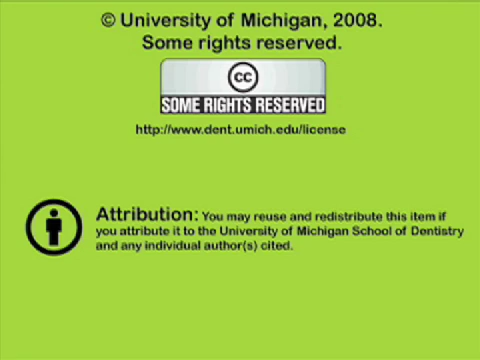 © University of Michigan, 2008.
Some rights reserved.
cc
SOME RIGHTS RESERVED
http://www.dent.umich.edu/license
Attribution: You may reuse and redistribute this item if
you attribute it to the University of Michigan School of Dentistry
and any individual author(s) cited.